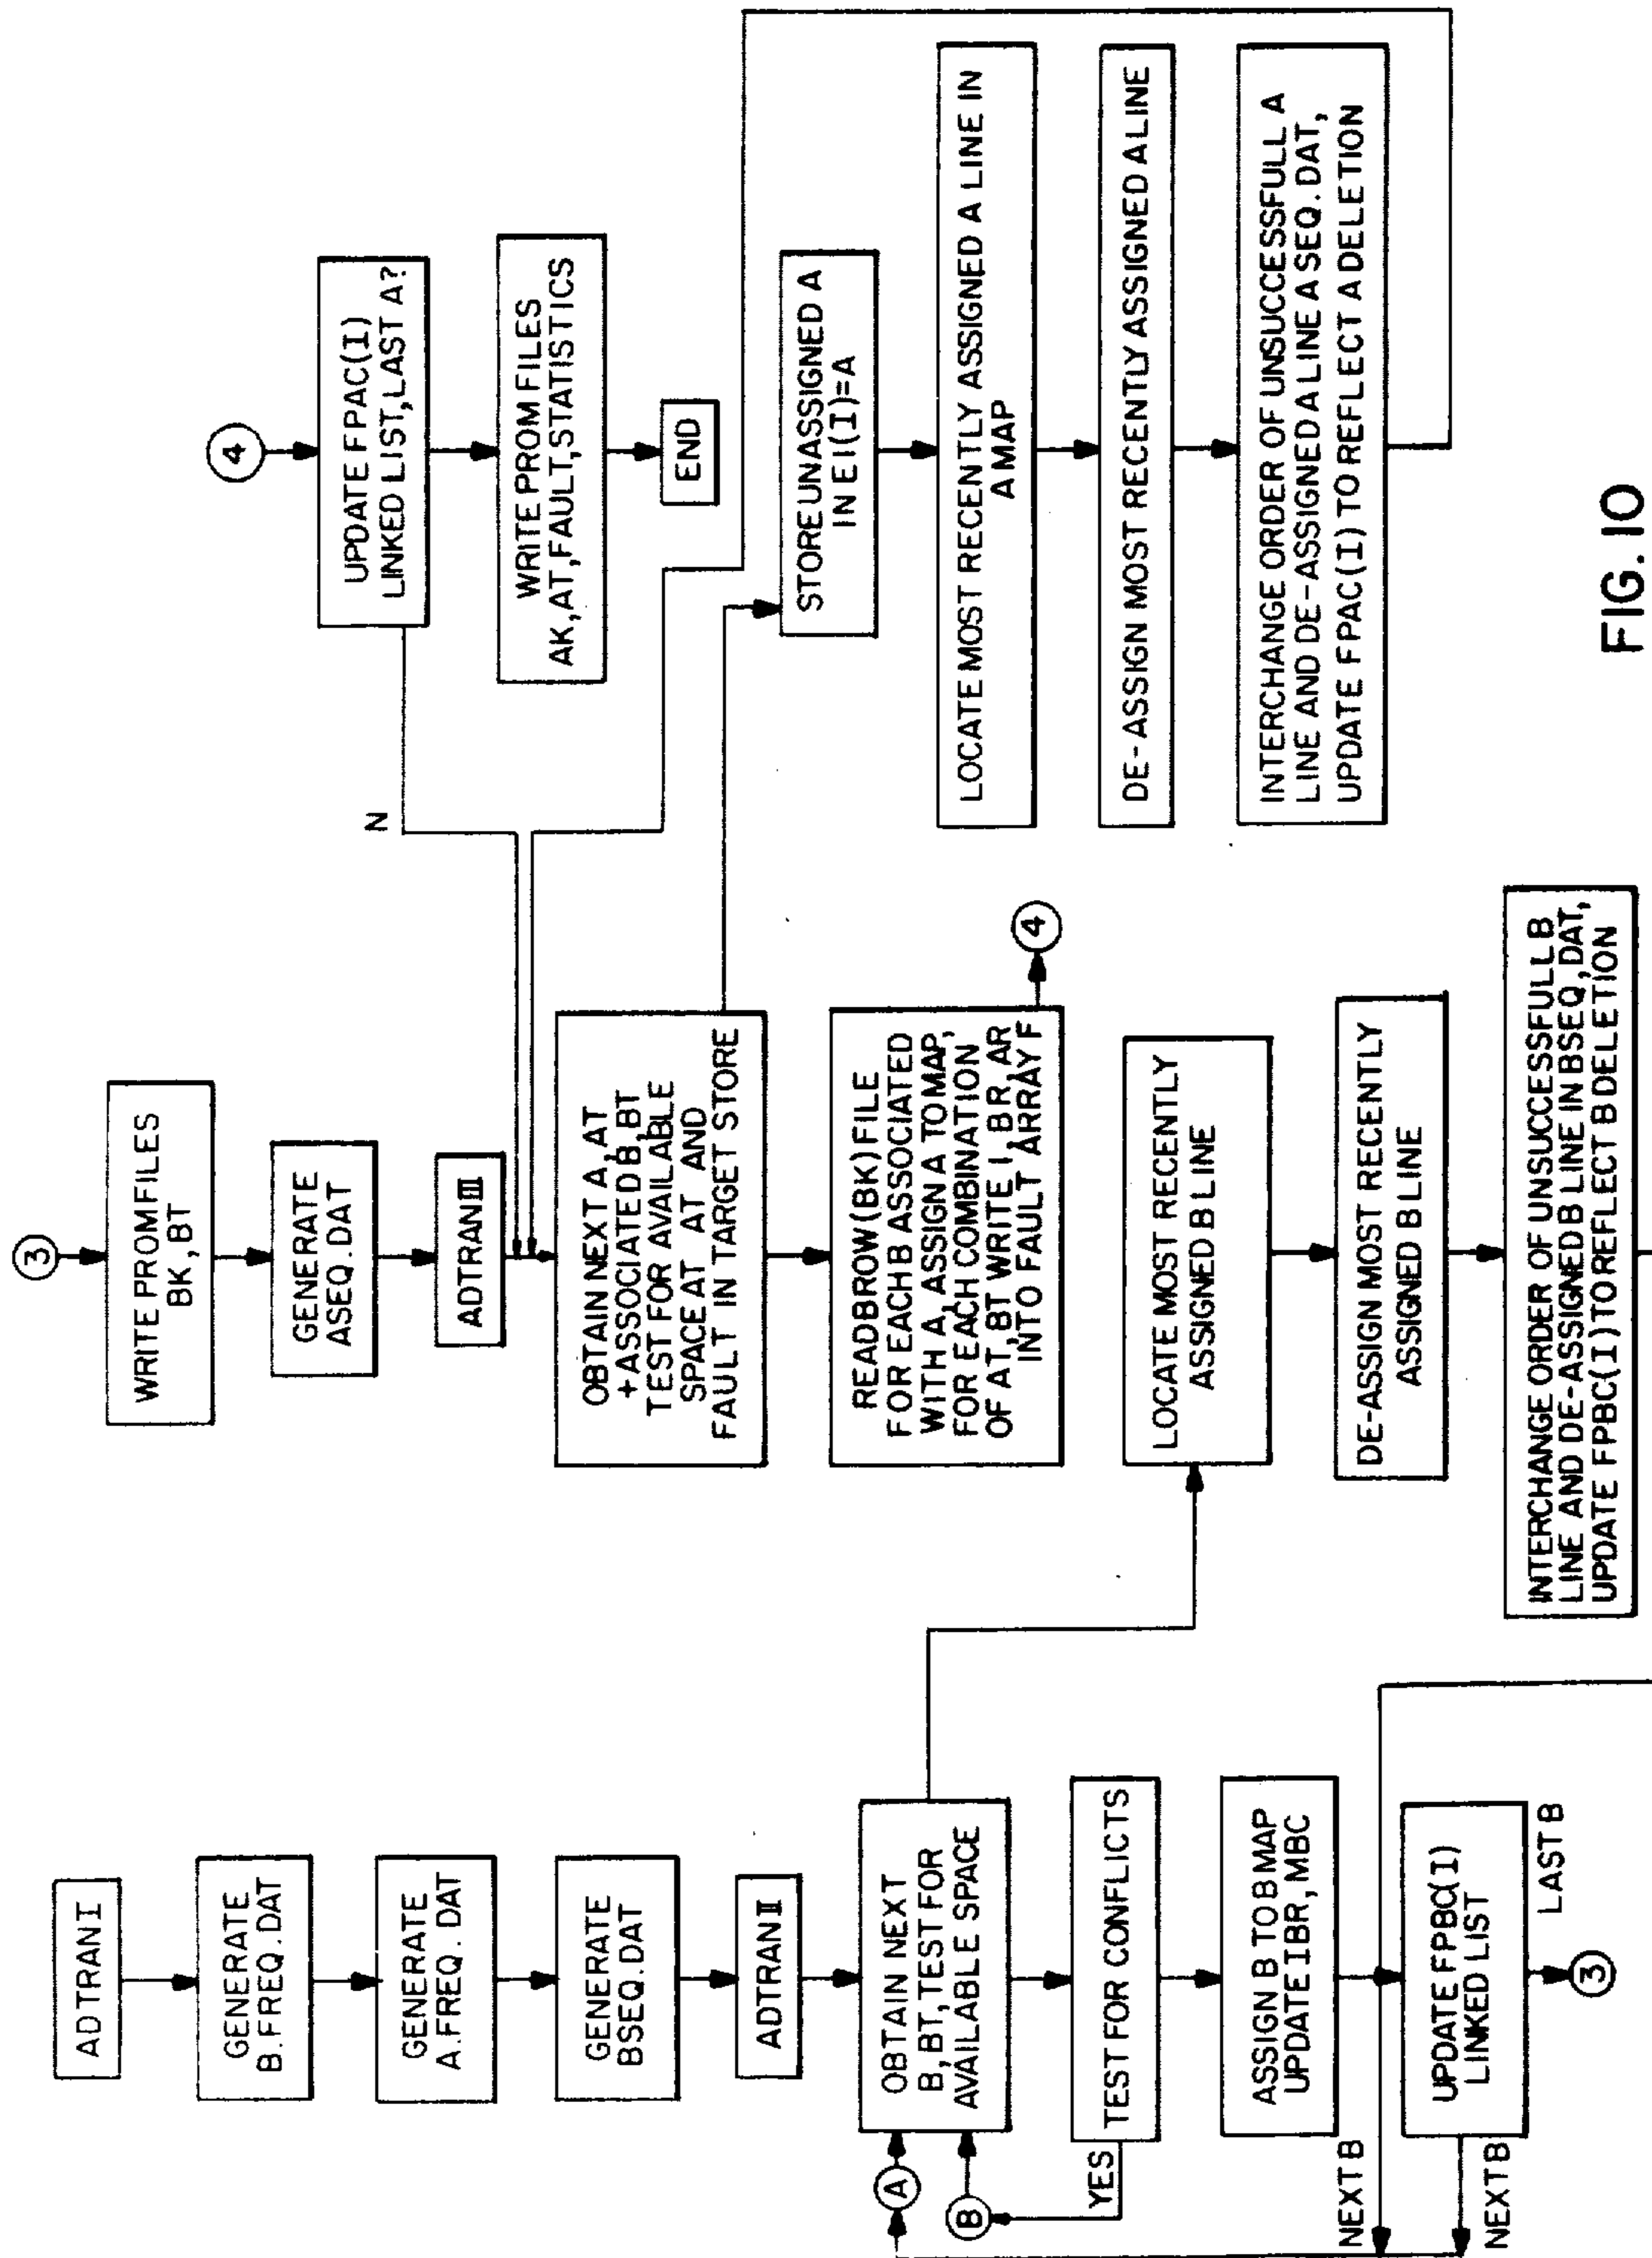 ADTRAN I
GENERATE
B.FREQ.DAT
GENERATE
A.FREQ.DAT
GENERATE
BSEQ.DAT
ADTRAN II
A
B
OBTAIN NEXT
B, BT, TEST FOR
AVAILABLE SPACE
YES
TEST FOR CONFLICTS
ASSIGN B TO B MAP
UPDATE IBR, MBC
NEXT B
UPDATE FPBC(I)
LINKED LIST
NEXT B
LAST B
3
3
WRITE PROM FILES
BK, BT
GENERATE
ASEQ.DAT
ADTRAN III
OBTAIN NEXT A, AT
+ ASSOCIATED B, BT
TEST FOR AVAILABLE
SPACE AT AND
FAULT IN TARGET STORE
READ BROW (BK) FILE
FOR EACH B ASSOCIATED
WITH A, ASSIGN A TO MAP,
FOR EACH COMBINATION
OF AT, BT WRITE I, BR, AR
INTO FAULT ARRAY F
4
LOCATE MOST RECENTLY
ASSIGNED B LINE
DE-ASSIGN MOST RECENTLY
ASSIGNED B LINE
INTERCHANGE ORDER OF UNSUCCESSFULL B
LINE AND DE-ASSIGNED B LINE IN BSEQ, DAT,
UPDATE FPBC(I) TO REFLECT B DELETION
4
UPDATE FPAC(I)
LINKED LIST, LAST A?
N
WRITE PROM FILES
AK, AT, FAULT, STATISTICS
END
STORE UNASSIGNED A
IN EI(I)=A
LOCATE MOST RECENTLY ASSIGNED A LINE IN
A MAP
DE-ASSIGN MOST RECENTLY ASSIGNED A LINE
INTERCHANGE ORDER OF UNSUCCESSFULL A
LINE AND DE-ASSIGNED A LINE A SEQ. DAT,
UPDATE FPAC(I) TO REFLECT A DELETION
FIG. 10